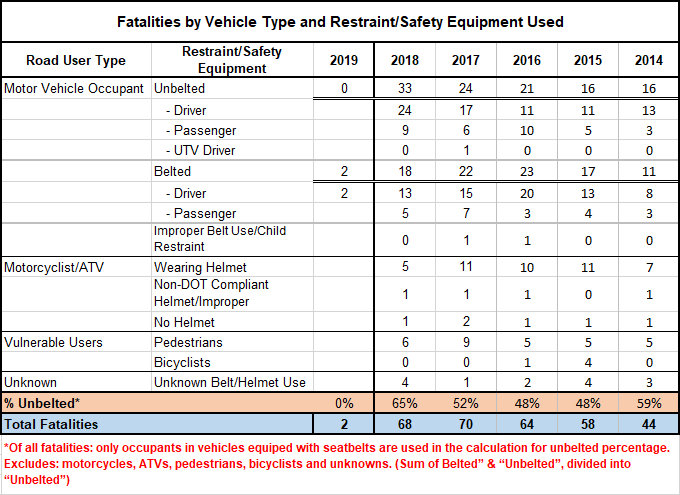 Fatalities by Vehicle Type and Restraint/Safety Equipment Used
Road User Type Restraint/Safety Equipment 2019 2018 2017 2016 2015 2014
Motor Vehicle Occupant Unbelted 0 33 24 21 16 16
- Driver 24 17 11 11 13
- Passenger 9 6 10 5 3
- UTV Driver 0 1 0 0 0
Belted 2 18 22 23 17 11
- Driver 2 13 15 20 13 8
- Passenger 5 7 3 4 3
Improper Belt Use/Child
Restraint 0 1 1 0 0
Motorcyclist/ATV Wearing Helmet 5 11 10 11 7
Non-DOT Compliant
Helmet/Improper 1 1 1 0 1
No Helmet 1 2 1 1 1
Vulnerable Users Pedestrians 6 9 5 5 5
Bicyclists 0 0 1 4 0
Unknown Unknown Belt/Helmet Use 4 1 2 4 3
% Unbelted* 0% 65% 52% 48% 48% 59%
Total Fatalities 2 68 70 64 58 44
*Of all fatalities: only occupants in vehicles equiped with seatbelts are used in the calculation for unbelted percentage.
Excludes: motorcycles, ATVs, pedestrians, bicyclists and unknowns. (Sum of Belted” & “Unbelted”, divided into
“Unbelted”)